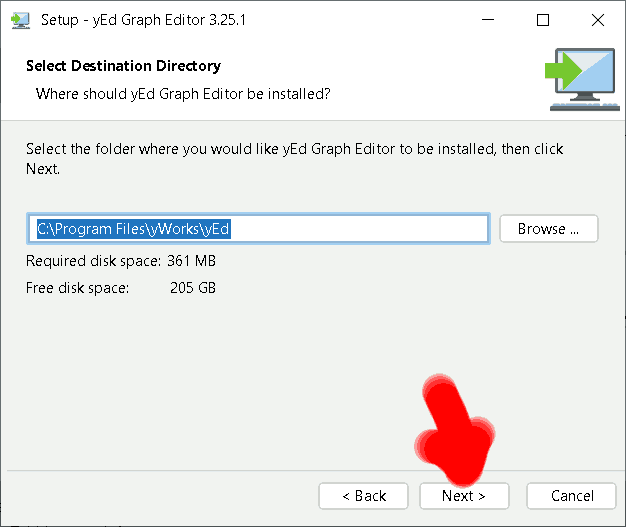 Setup - yEd Graph Editor 3.25.1
Select Destination Directory
Where should yEd Graph Editor be installed?
Select the folder where you would like yEd Graph Editor to be installed, then click
Next.
C:\Program Files\yWorks\yEd
Browse ...
Required disk space: 361 MB
Free disk space: 205 GB
< Back
Next >
Cancel